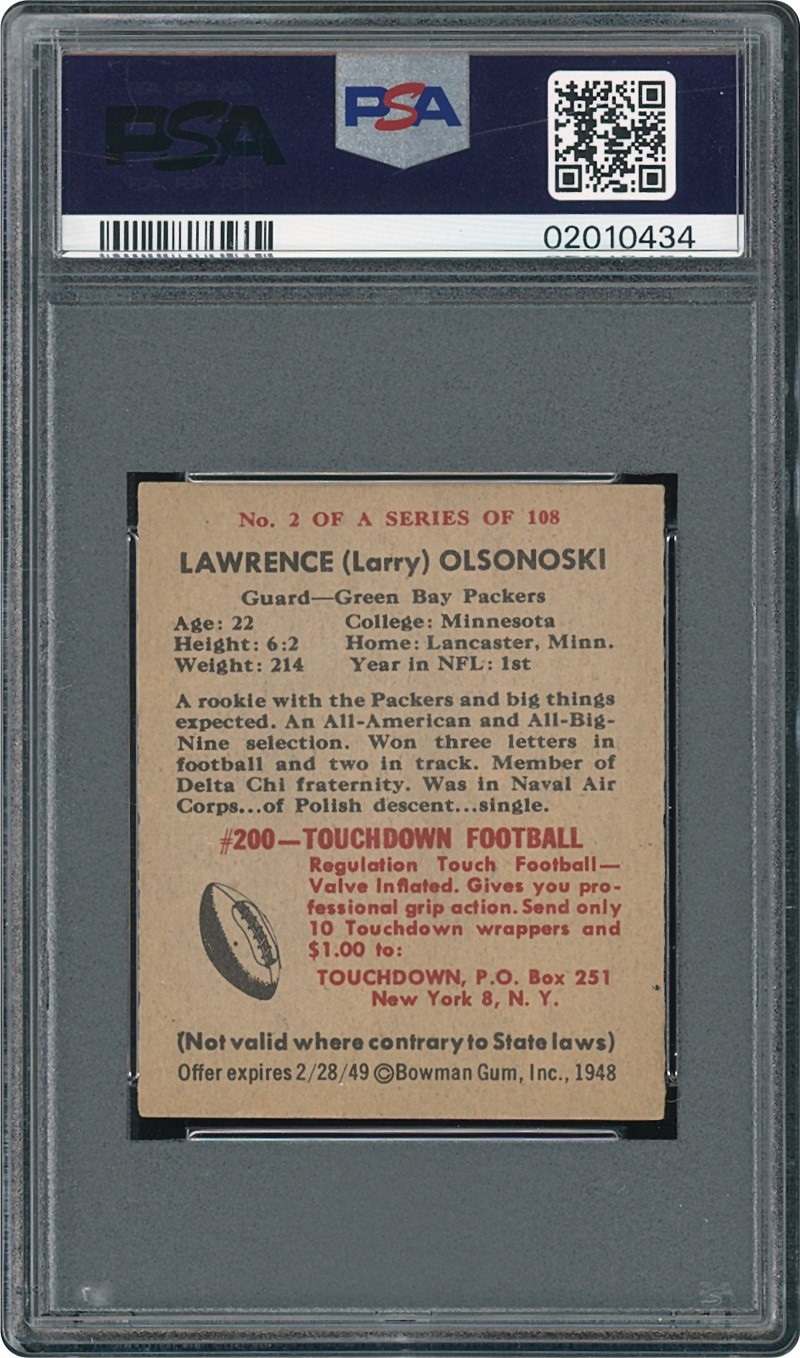 PSA
PSA
02010434
No. 2 OF A SERIES OF 108
LAWRENCE (Larry) OLSONOSKI
Guard—Green Bay Packers
Age: 22 College: Minnesota
Height: 6:2 Home: Lancaster, Minn.
Weight: 214 Year in NFL: 1st
A rookie with the Packers and big things
expected. An All-American and All-Big-
Nine selection. Won three letters in
football and two in track. Member of
Delta Chi fraternity. Was in Naval Air
Corps...of Polish descent...single.
#200—TOUCHDOWN FOOTBALL
Regulation Touch Football—
Valve Inflated. Gives you pro-
fessional grip action. Send only
10 Touchdown wrappers and
$1.00 to:
TOUCHDOWN, P.O. Box 251
New York 8, N. Y.
(Not valid where contrary to State laws)
Offer expires 2/28/49 ©Bowman Gum, Inc., 1948